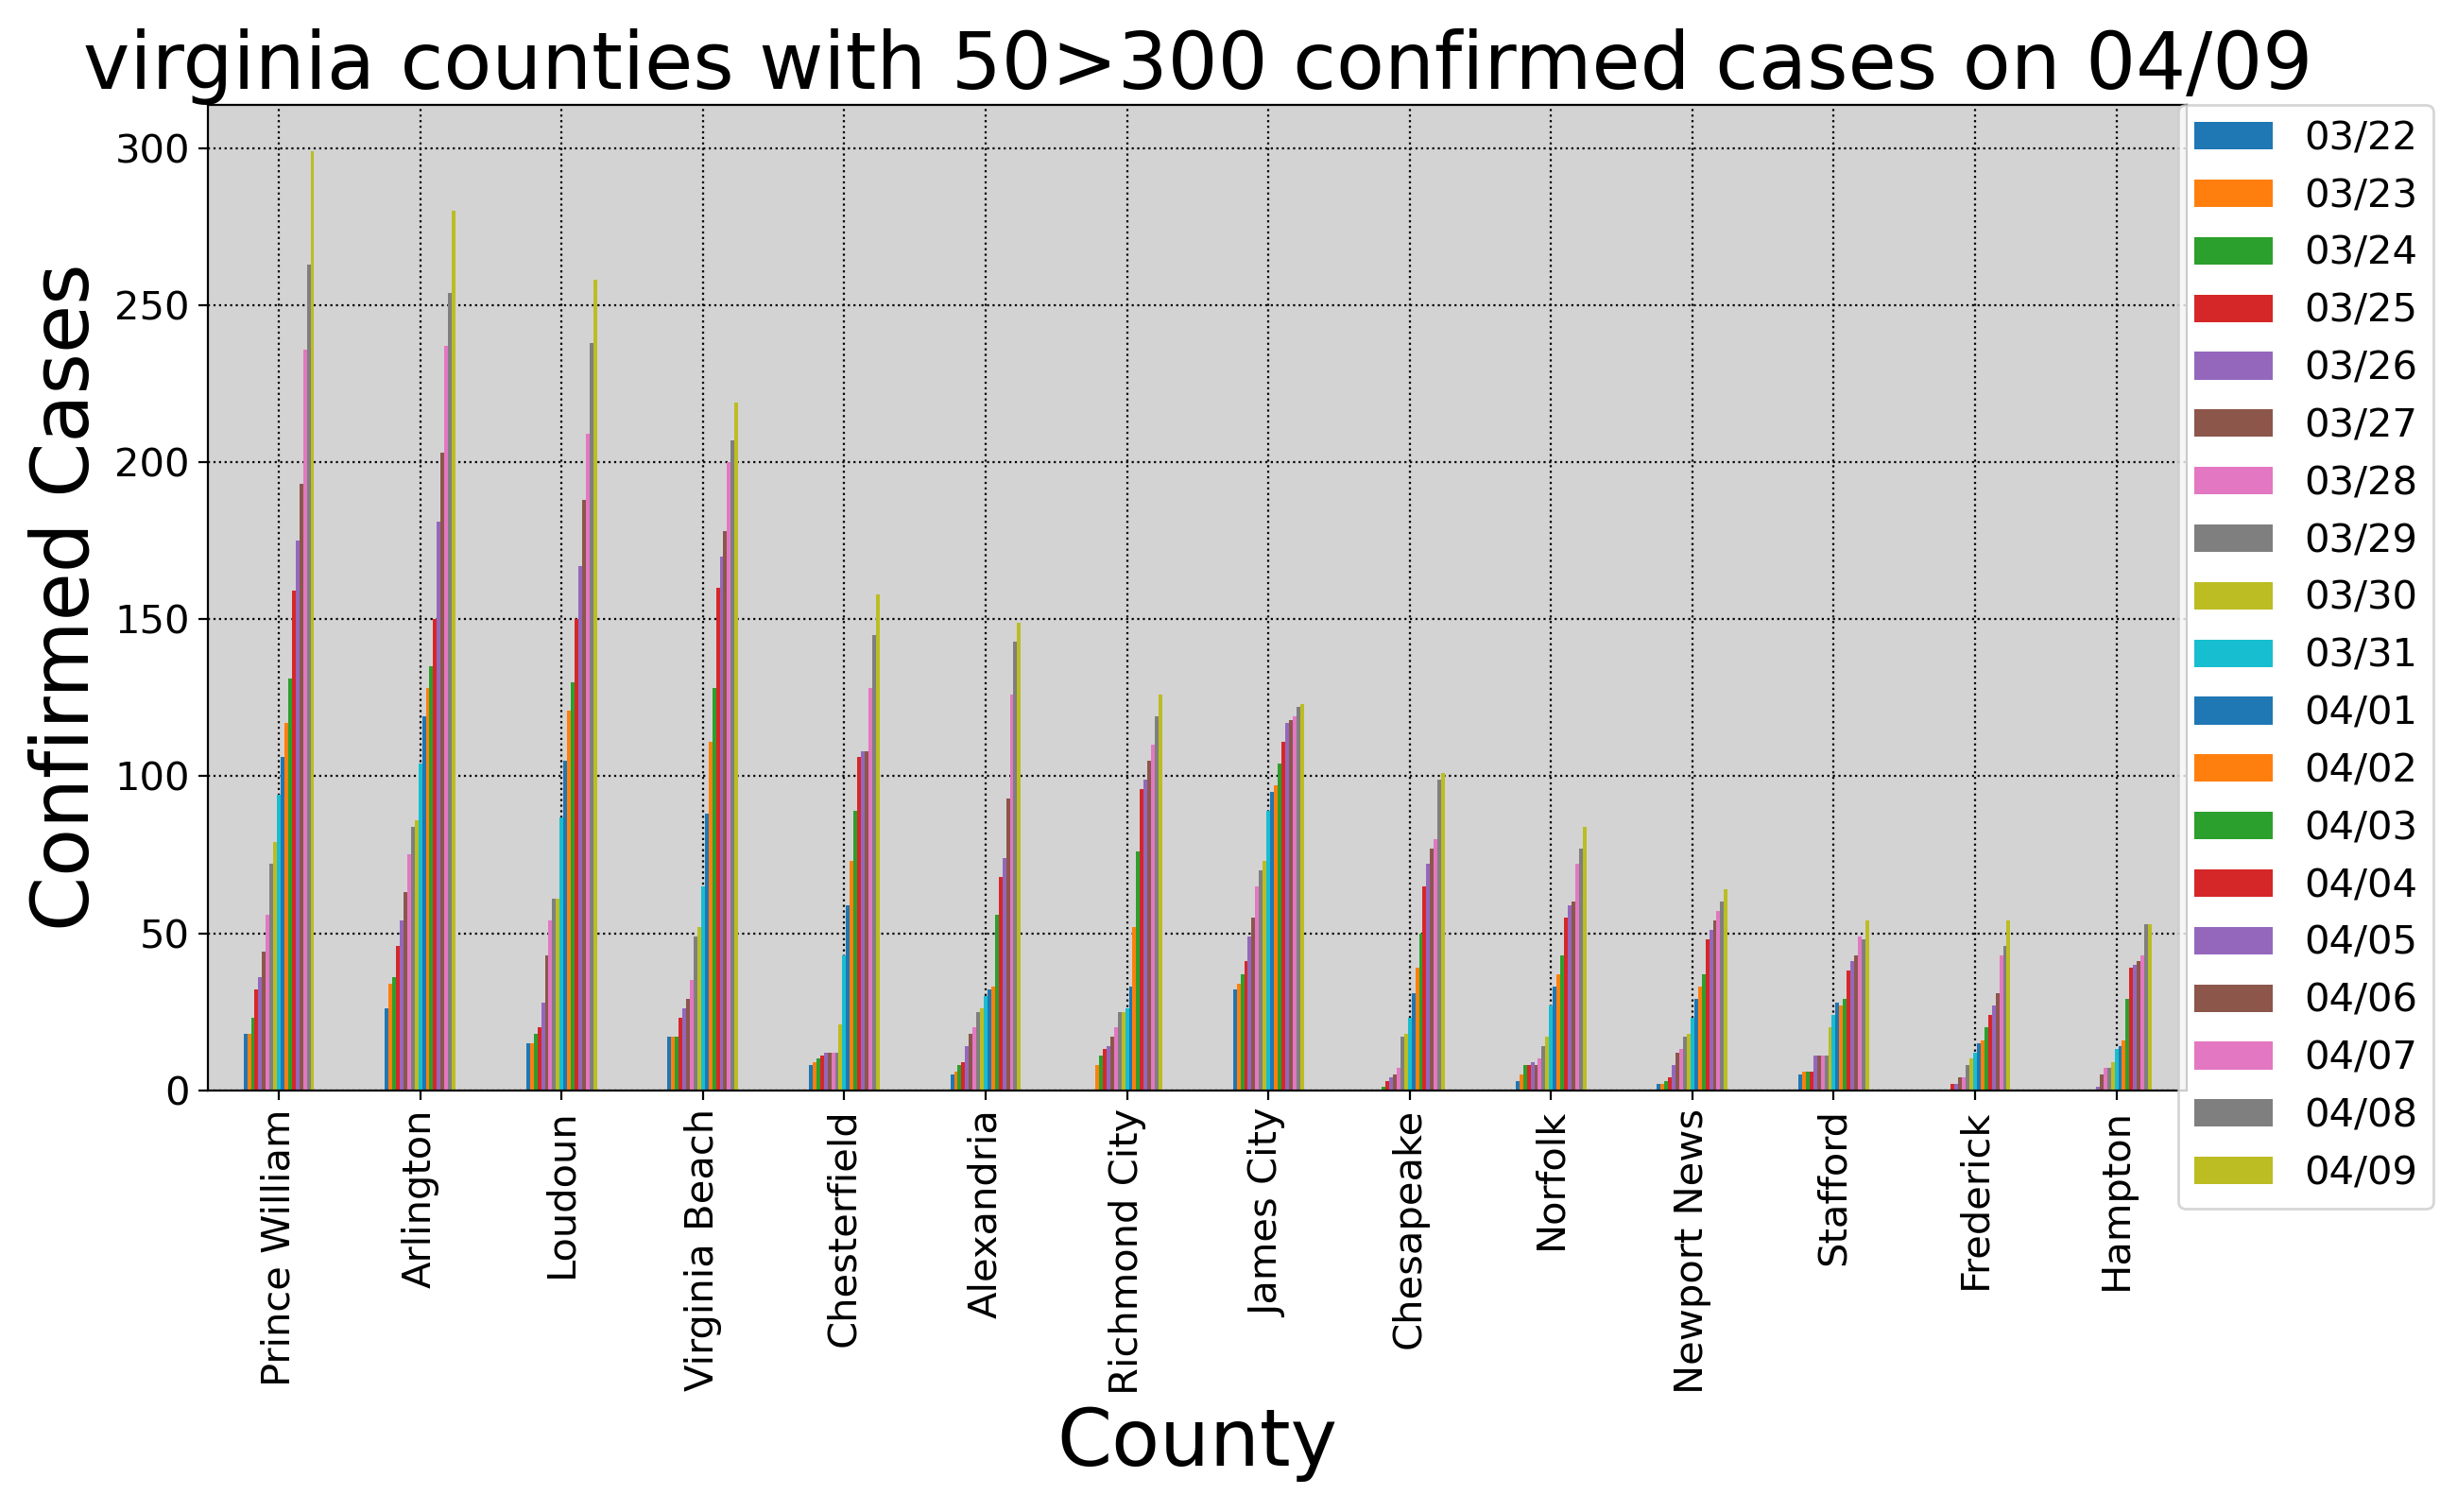 virginia counties with 50>300 confirmed cases on 04/09
Confirmed Cases
300
250
200
150
100
50
0
Prince William
Arlington
Loudoun
Virginia Beach
Chesterfield
Alexandria
Richmond City
James City
Chesapeake
Norfolk
Newport News
Stafford
Frederick
Hampton
County
03/22
03/23
03/24
03/25
03/26
03/27
03/28
03/29
03/30
03/31
04/01
04/02
04/03
04/04
04/05
04/06
04/07
04/08
04/09